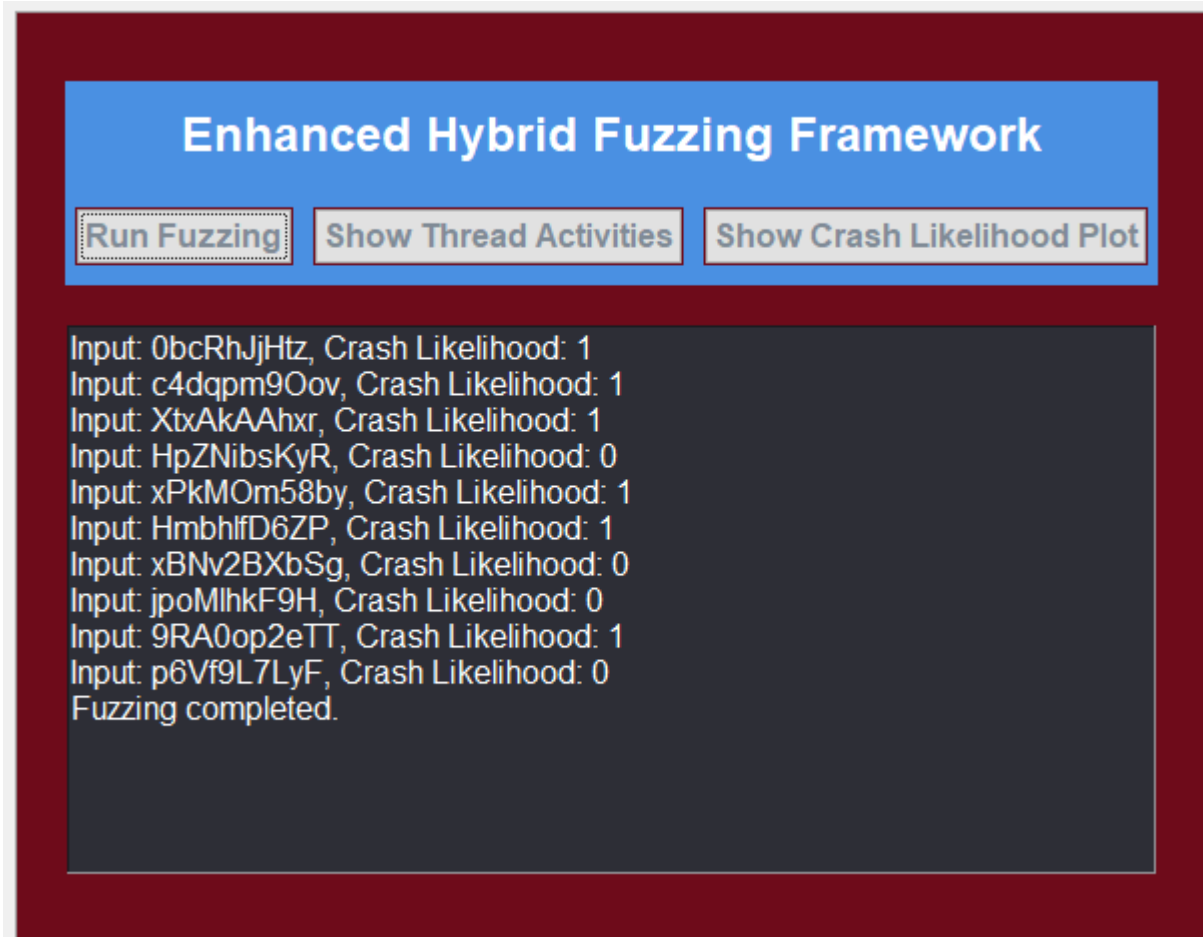 Enhanced Hybrid Fuzzing Framework
Run Fuzzing
Show Thread Activities
Show Crash Likelihood Plot
Input: 0bcRhJjHtz, Crash Likelihood: 1
Input: c4dqpm9Oov, Crash Likelihood: 1
Input: XtxAkAAhxr, Crash Likelihood: 1
Input: HpZNibsKyR, Crash Likelihood: 0
Input: xPkMOm58by, Crash Likelihood: 1
Input: HmbhlfD6ZP, Crash Likelihood: 1
Input: xBNv2BXbSg, Crash Likelihood: 0
Input: jpoMlhkF9H, Crash Likelihood: 0
Input: 9RA0op2eTT, Crash Likelihood: 1
Input: p6Vf9L7LyF, Crash Likelihood: 0
Fuzzing completed.